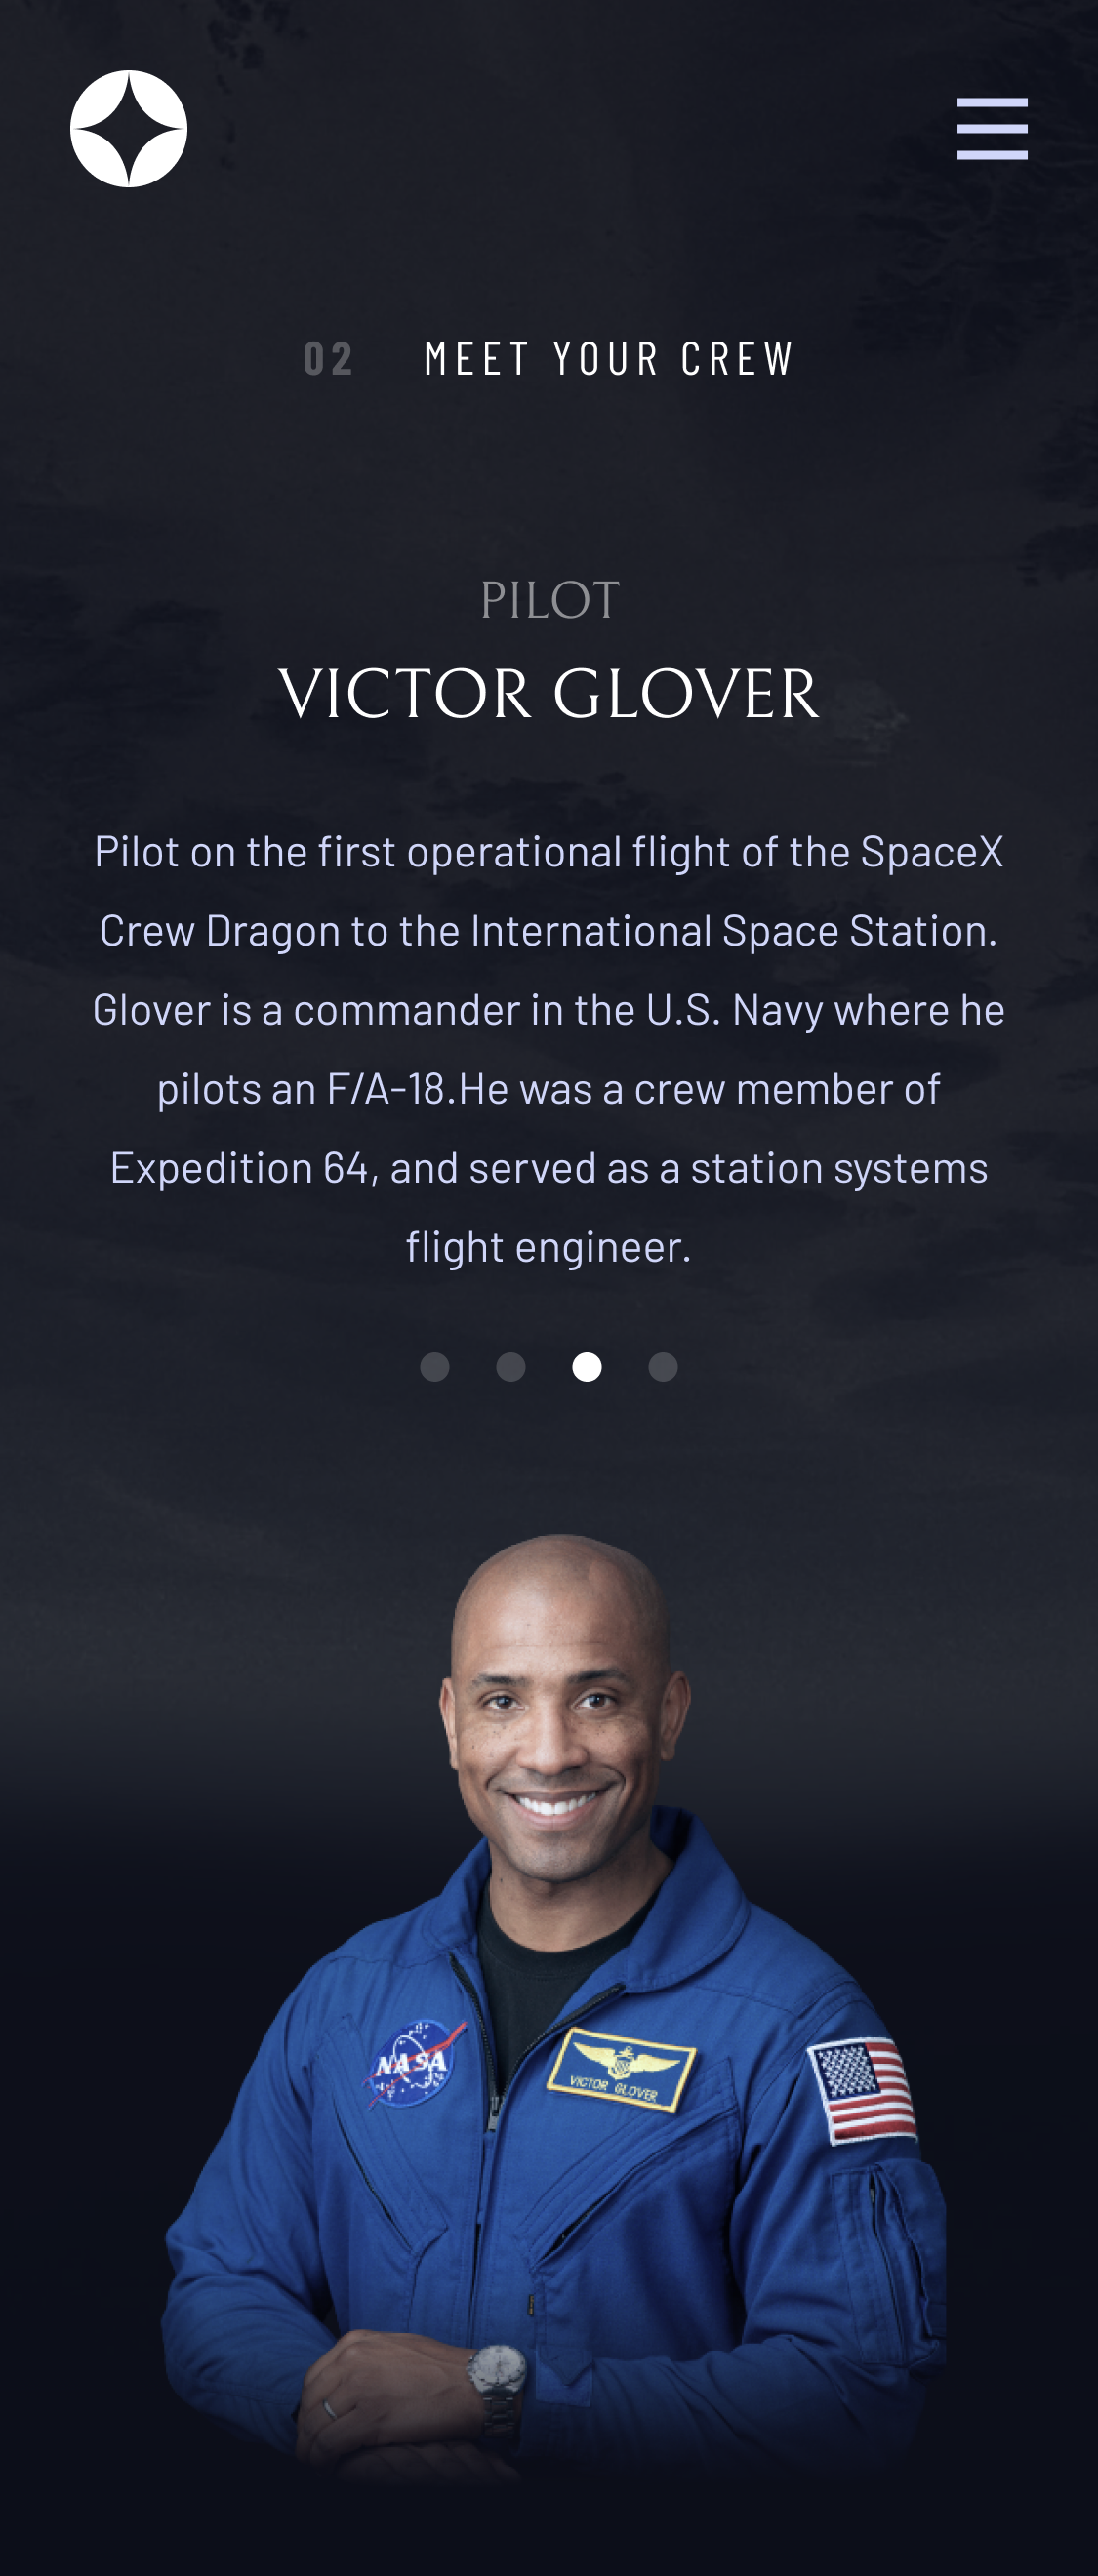 02 MEET YOUR CREW
PILOT
VICTOR GLOVER
Pilot on the first operational flight of the SpaceX
Crew Dragon to the International Space Station.
Glover is a commander in the U.S. Navy where he
pilots an F/A-18.He was a crew member of
Expedition 64, and served as a station systems
flight engineer.
NASA
VICTOR GLOVER